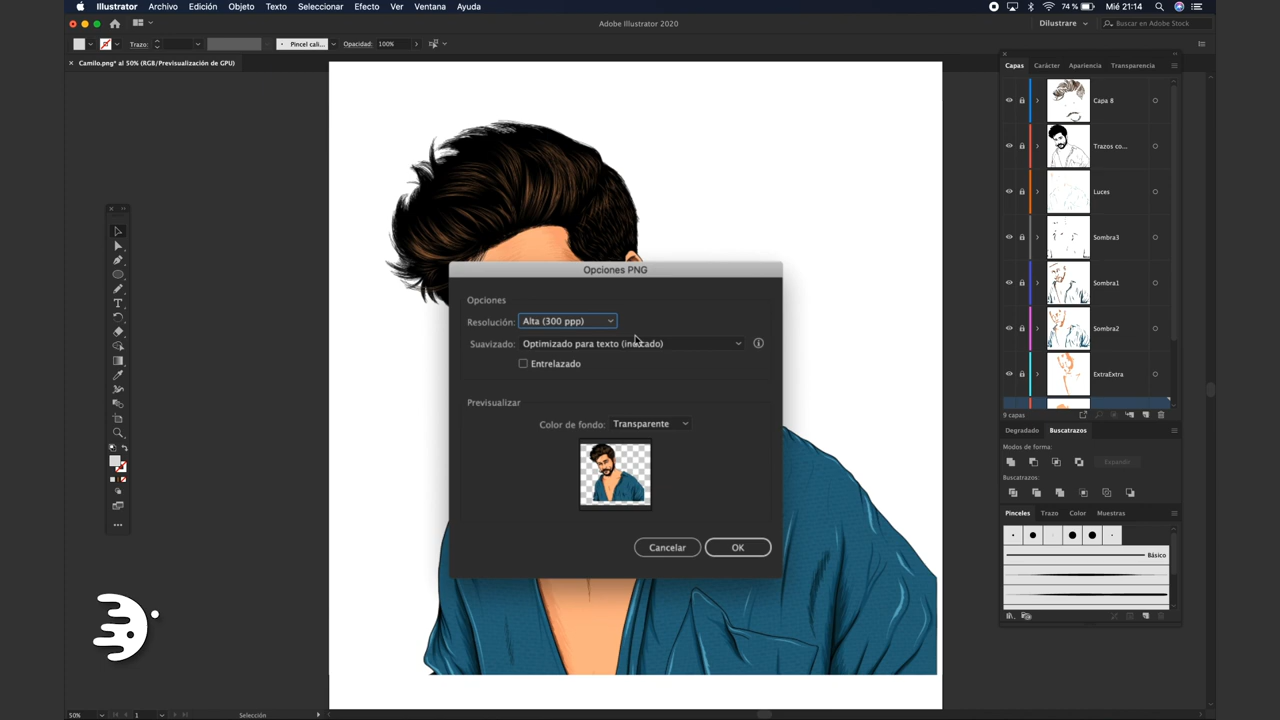 Illustrator Archivo Edición Objeto Texto Seleccionar Efecto Ver Ventana Ayuda 74 % Mié 21:14
Adobe Illustrator 2020 Dilustrare Buscar en Adobe Stock
Trazo: Pincel cali... Opacidad: 100%
× Camilo.png* al 50% (RGB/Previsualización de GPU)
Capas Carácter Apariencia Transparencia
Capa 8
Trazos co...
Luces
Sombra3
Sombra1
Sombra2
ExtraExtra
9 capas
Degradado Buscatrazos
Modos de forma:
Expandir
Buscatrazos:
Pinceles Trazo Color Muestras
Básico
Opciones PNG
Opciones
Resolución: Alta (300 ppp)
Suavizado: Optimizado para texto
Entrelazado
Previsualizar
Color de fondo: Transparente
Cancelar OK
50% 1 Selección